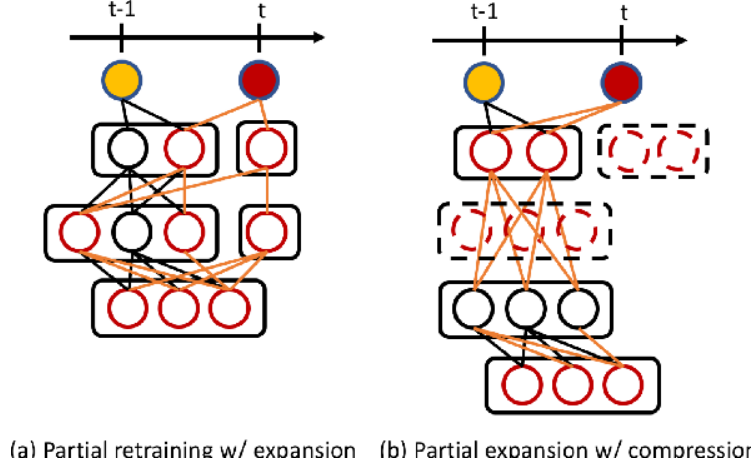 t-1 t
t-1 t
(a) Partial retraining w/ expansion
(b) Partial expansion w/ compression